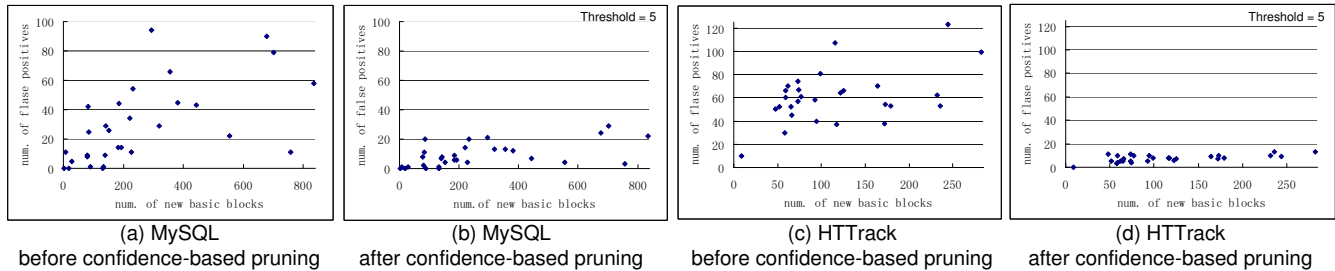 num. of flase positives
100
80
60
40
20
0
0 200 400 600 800
num. of new basic blocks
(a) MySQL
before confidence-based pruning
Threshold = 5
num. of false positives
100
80
60
40
20
0
0 200 400 600 800
num.of new basic blocks
(b) MySQL
after confidence-based pruning
num. of flase positives
120
100
80
60
40
20
0
0 50 100 150 200 250
num. of new basic blocks
(c) HTTrack
before confidence-based pruning
Threshold = 5
num. of flase positives
120
100
80
60
40
20
0
0 50 100 150 200 250
num. of new basic blocks
(d) HTTrack
after confidence-based pruning